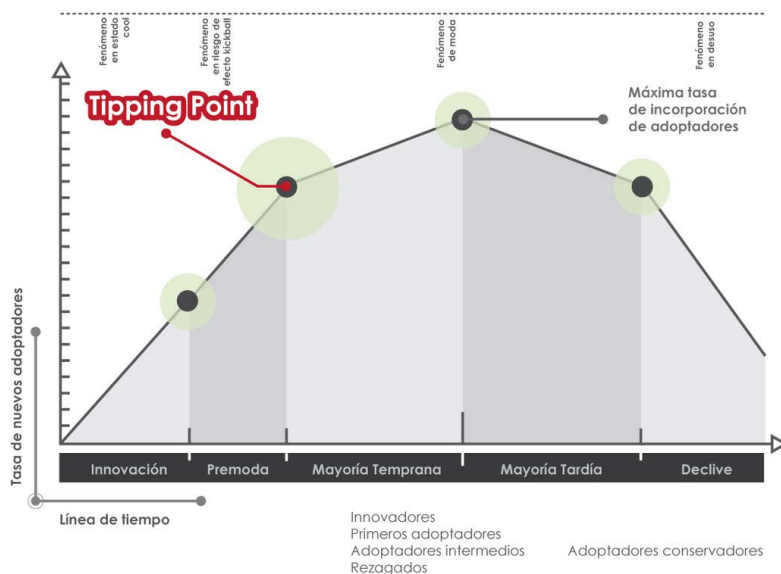 Fenómeno
en estado
cool
Fenómeno
en riesgo de
efecto kickball
Fenómeno
de moda
Fenómeno
en desuso
Tipping Point
Máxima tasa
de incorporación
de adoptadores
Tasa de nuevos adoptadores
Innovación
Premoda
Mayoría Temprana
Mayoría Tardía
Declive
Línea de tiempo
Innovadores
Primeros adoptadores
Adoptadores intermedios
Adoptadores conservadores
Rezagados